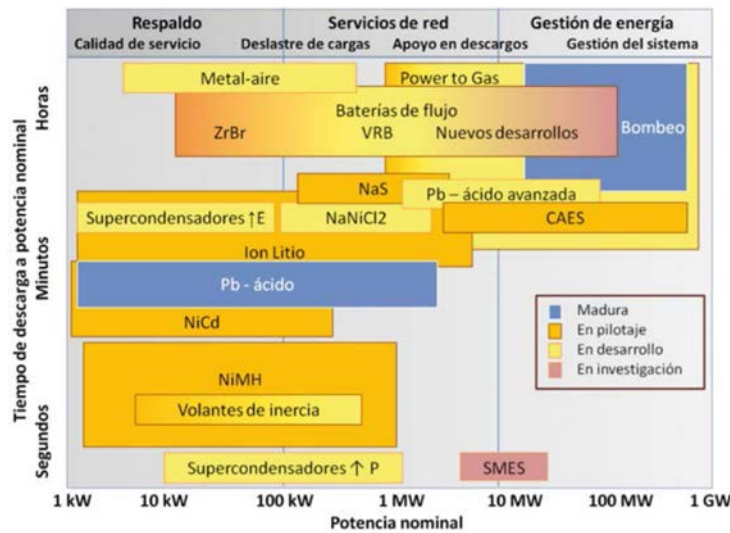 Respaldo Servicios de red Gestión de energía
Calidad de servicio Deslastre de cargas Apoyo en descargos Gestión del sistema
Tiempo de descarga a potencia nominal
Horas
Minutos
Segundos
Metal-aire
Power to Gas
Baterías de flujo
ZrBr VRB Nuevos desarrollos
Bombeo
NaS
Pb – ácido avanzada
Supercondensadores ↑E
NaNiCl2
CAES
Ion Litio
Pb - ácido
NiCd
NiMH
Volantes de inercia
Supercondensadores ↑ P
SMES
Madura
En pilotaje
En desarrollo
En investigación
1 kW 10 kW 100 kW 1 MW 10 MW 100 MW 1 GW
Potencia nominal